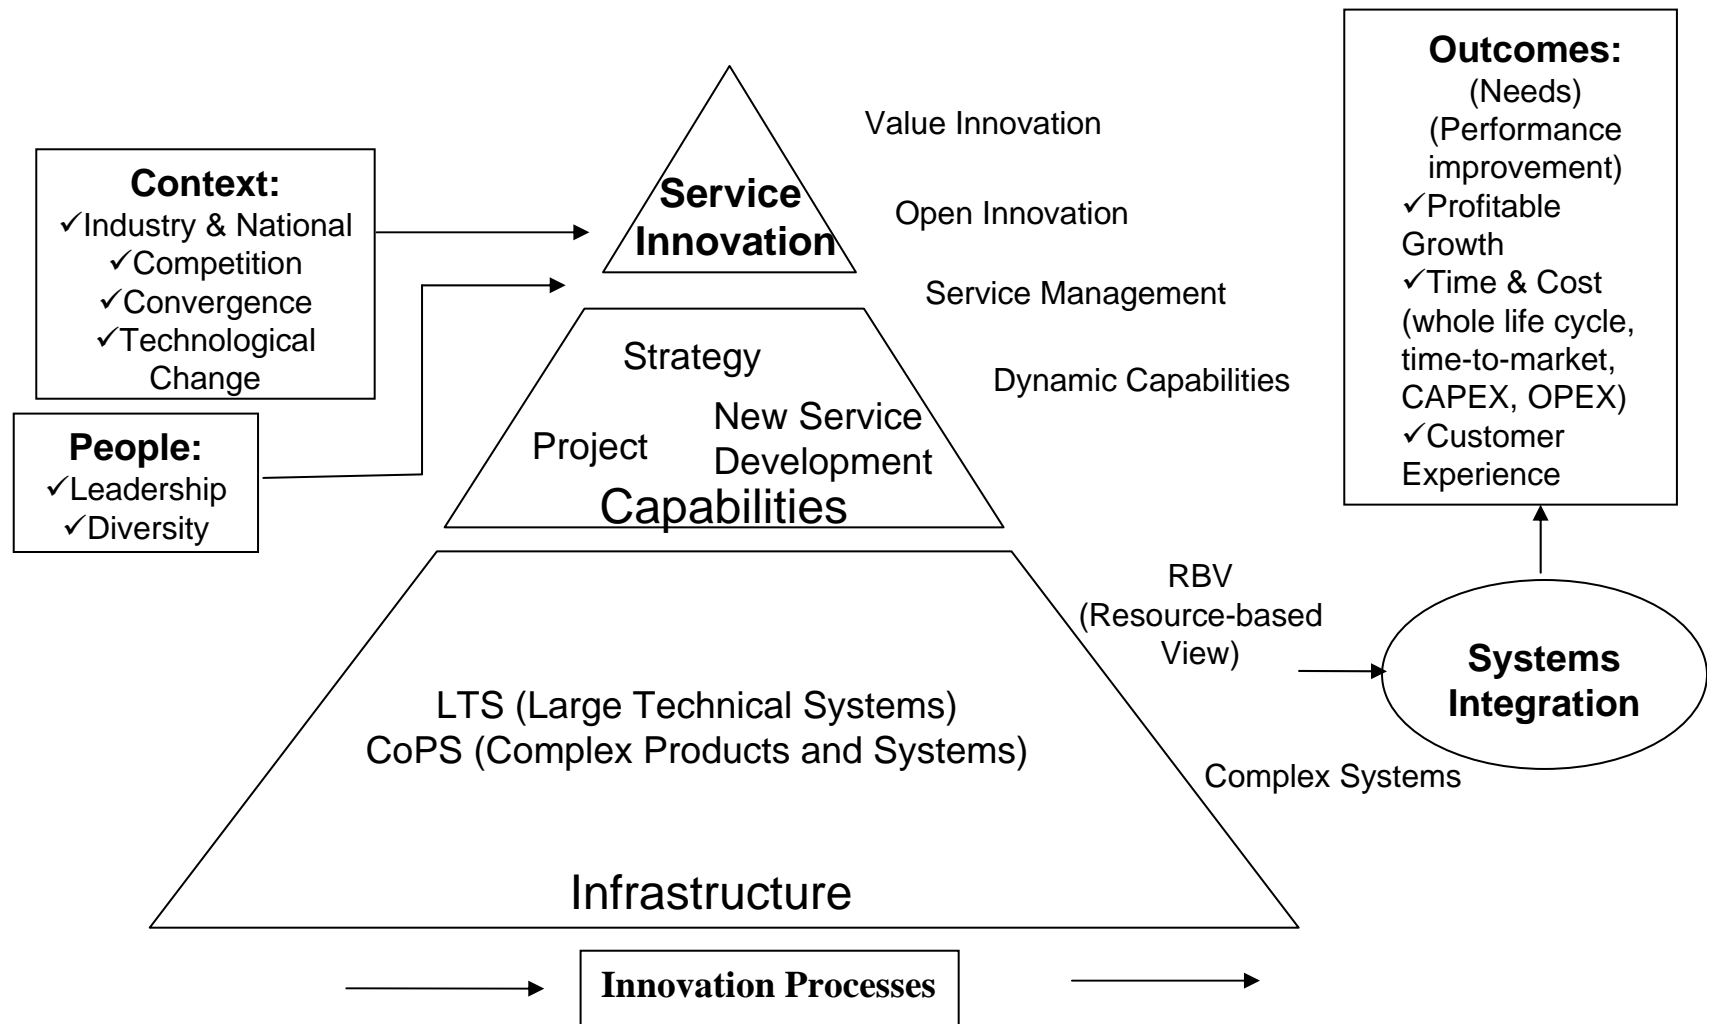 Context:
✓Industry & National
✓Competition
✓Convergence
✓Technological
Change
People:
✓Leadership
✓Diversity
Service
Innovation
Strategy
Project
New Service
Development
Capabilities
LTS (Large Technical Systems)
CoPS (Complex Products and Systems)
Infrastructure
Innovation Processes
Value Innovation
Open Innovation
Service Management
Dynamic Capabilities
RBV
(Resource-based
View)
Complex Systems
Systems
Integration
Outcomes:
(Needs)
(Performance
improvement)
✓Profitable
Growth
✓Time & Cost
(whole life cycle,
time-to-market,
CAPEX, OPEX)
✓Customer
Experience